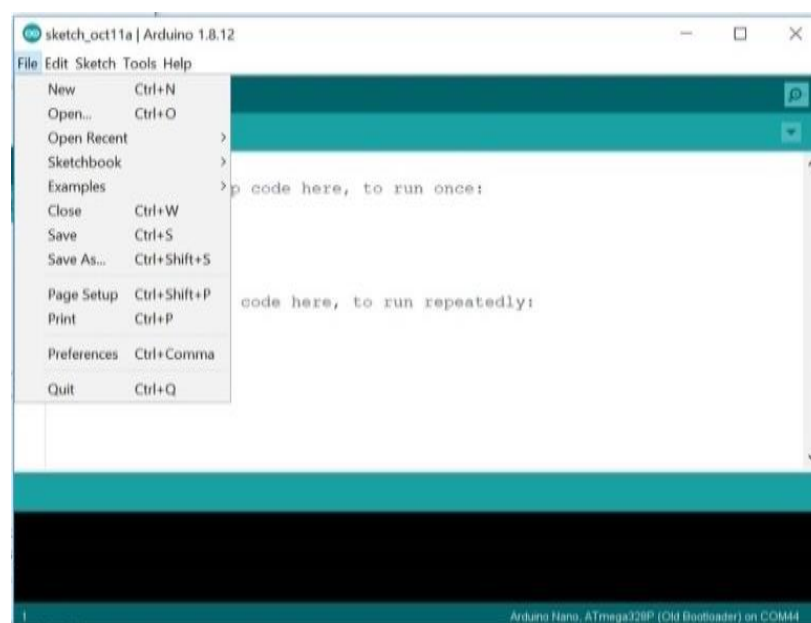 sketch_oct11a | Arduino 1.8.12
File Edit Sketch Tools Help
New Ctrl+N
Open... Ctrl+O
Open Recent
Sketchbook
Examples
p code here, to run once:
Close Ctrl+W
Save Ctrl+S
Save As... Ctrl+Shift+S
Page Setup Ctrl+Shift+P
code here, to run repeatedly:
Print Ctrl+P
Preferences Ctrl+Comma
Quit Ctrl+Q
1
Arduino Nano, ATmega328P (Old Bootloader) on COM44